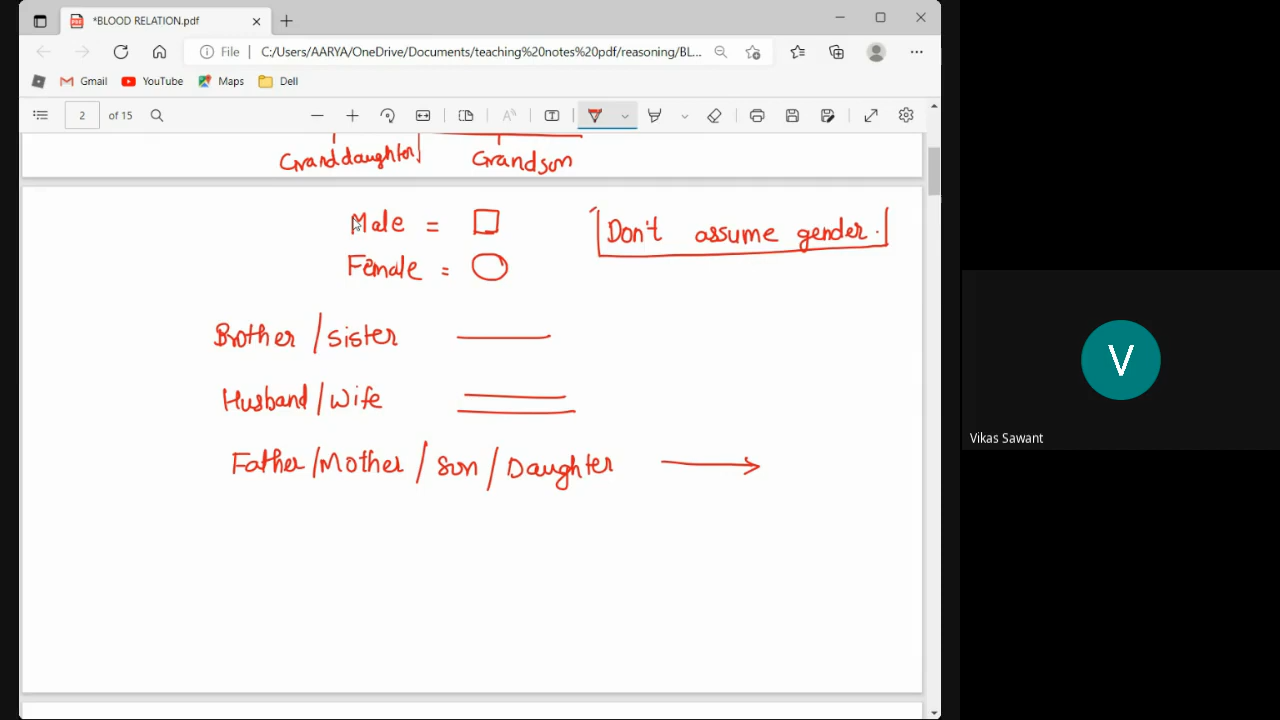 *BLOOD RELATION.pdf
File C:/Users/AARYA/OneDrive/Documents/teaching%20notes%20pdf/reasoning/BL...
Gmail YouTube Maps Dell
2 of 15
Granddaughter Grandson
Male = □
Female = ○
Don't assume gender.
Brother / Sister
Husband / Wife
Father / Mother / Son / Daughter
V
Vikas Sawant